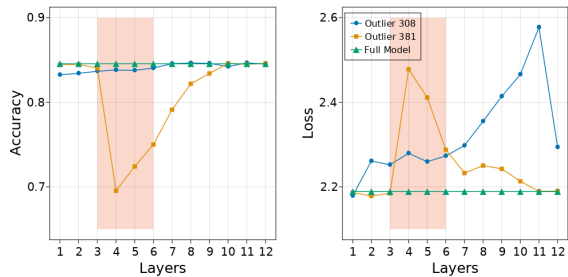 0.9
0.8
0.7
Accuracy
1 2 3 4 5 6 7 8 9 10 11 12
Layers
2.6
2.4
2.2
Loss
Outlier 308
Outlier 381
Full Model
1 2 3 4 5 6 7 8 9 10 11 12
Layers